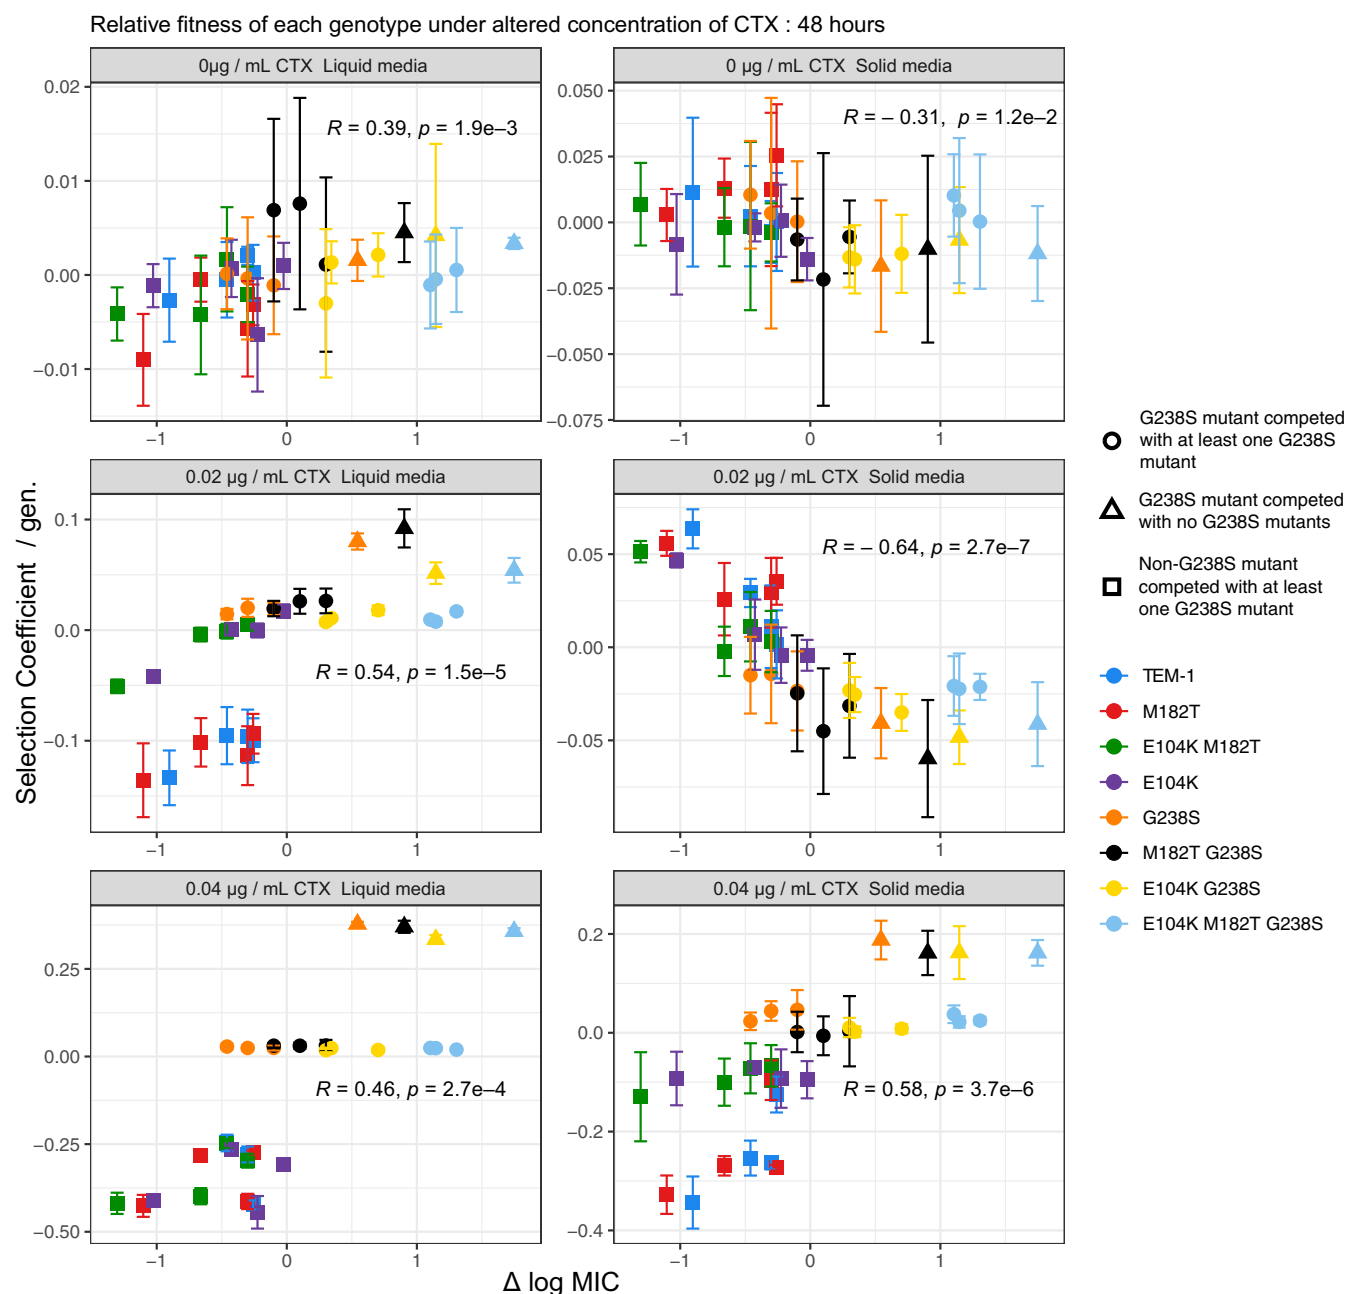 Relative fitness of each genotype under altered concentration of CTX : 48 hours
0µg / mL CTX  Liquid media
0 µg / mL CTX  Solid media
0.02
0.01
0.00
−0.01
R = 0.39, p = 1.9e−3
−1
0
1
0.050
0.025
0.000
−0.025
−0.050
−0.075
R = − 0.31,  p = 1.2e−2
−1
0
1
0.02 µg / mL CTX  Liquid media
0.02 µg / mL CTX  Solid media
0.1
0.0
−0.1
R = 0.54, p = 1.5e−5
−1
0
1
0.05
0.00
−0.05
R = − 0.64, p = 2.7e−7
−1
0
1
0.04 µg / mL CTX  Liquid media
0.04 µg / mL CTX  Solid media
0.25
0.00
−0.25
−0.50
R = 0.46, p = 2.7e−4
−1
0
1
0.2
0.0
−0.2
−0.4
R = 0.58, p = 3.7e−6
−1
0
1
Selection Coefficient  / gen.
Δ log MIC
G238S mutant competed
with at least one G238S
mutant
G238S mutant competed
with no G238S mutants
Non-G238S mutant
competed with at least
one G238S mutant
TEM-1
M182T
E104K M182T
E104K
G238S
M182T G238S
E104K G238S
E104K M182T G238S